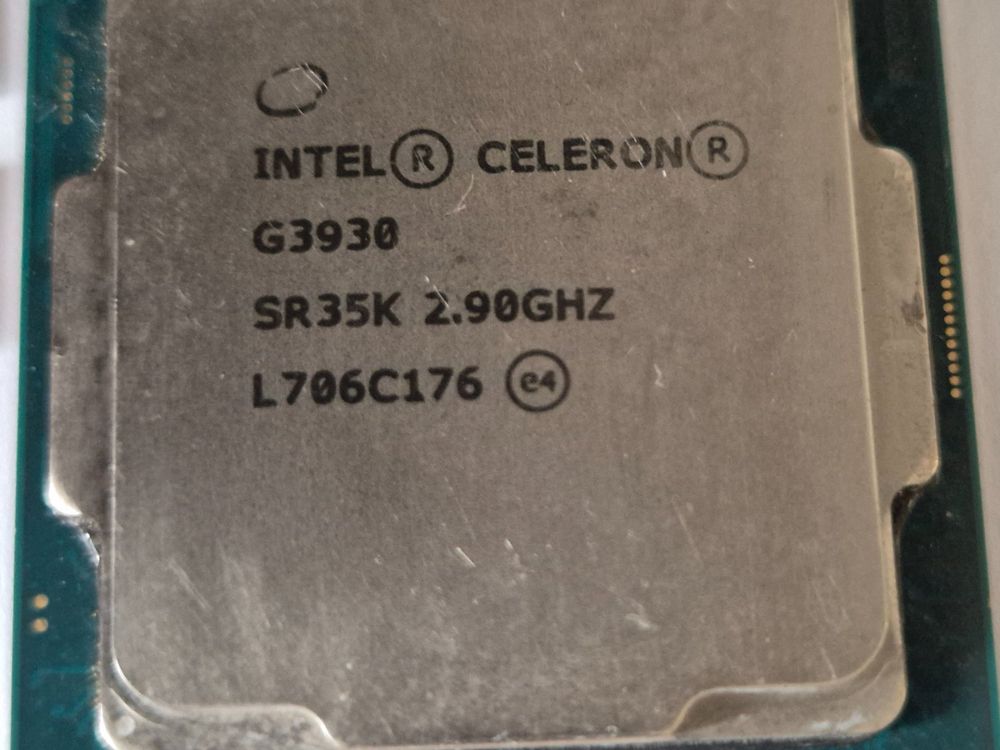 INTEL® CELERON®
G3930
SR35K 2.90GHZ
L706C176 e4